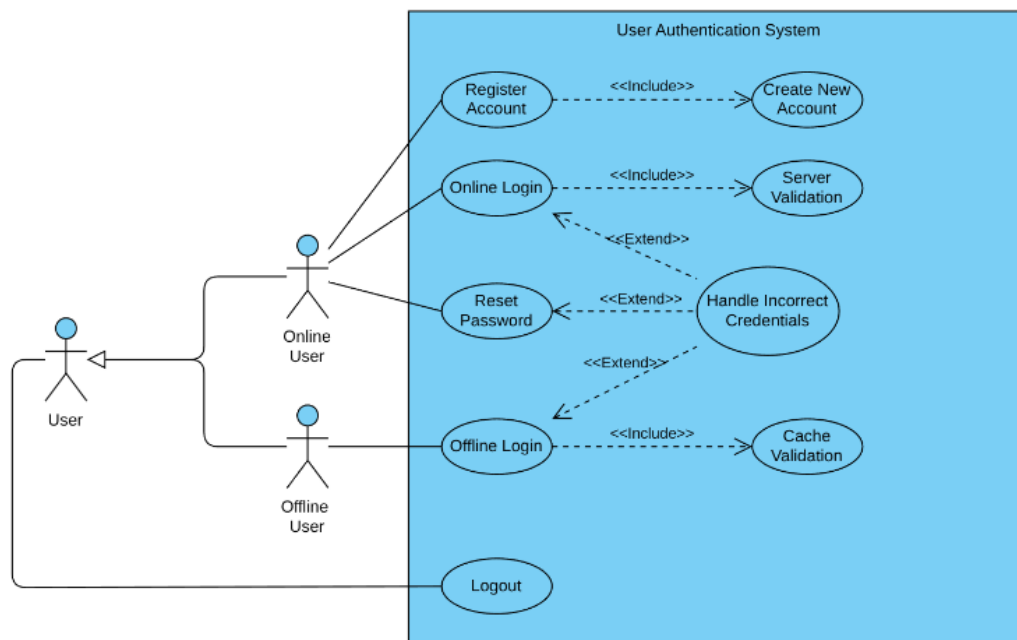 User Authentication System
Register
Account
<<Include>>
Create New
Account
Online Login
<<Include>>
Server
Validation
<<Extend>>
Reset
Password
<<Extend>>
Handle Incorrect
Credentials
<<Extend>>
Online
User
User
Offline Login
<<Include>>
Cache
Validation
Offline
User
Logout